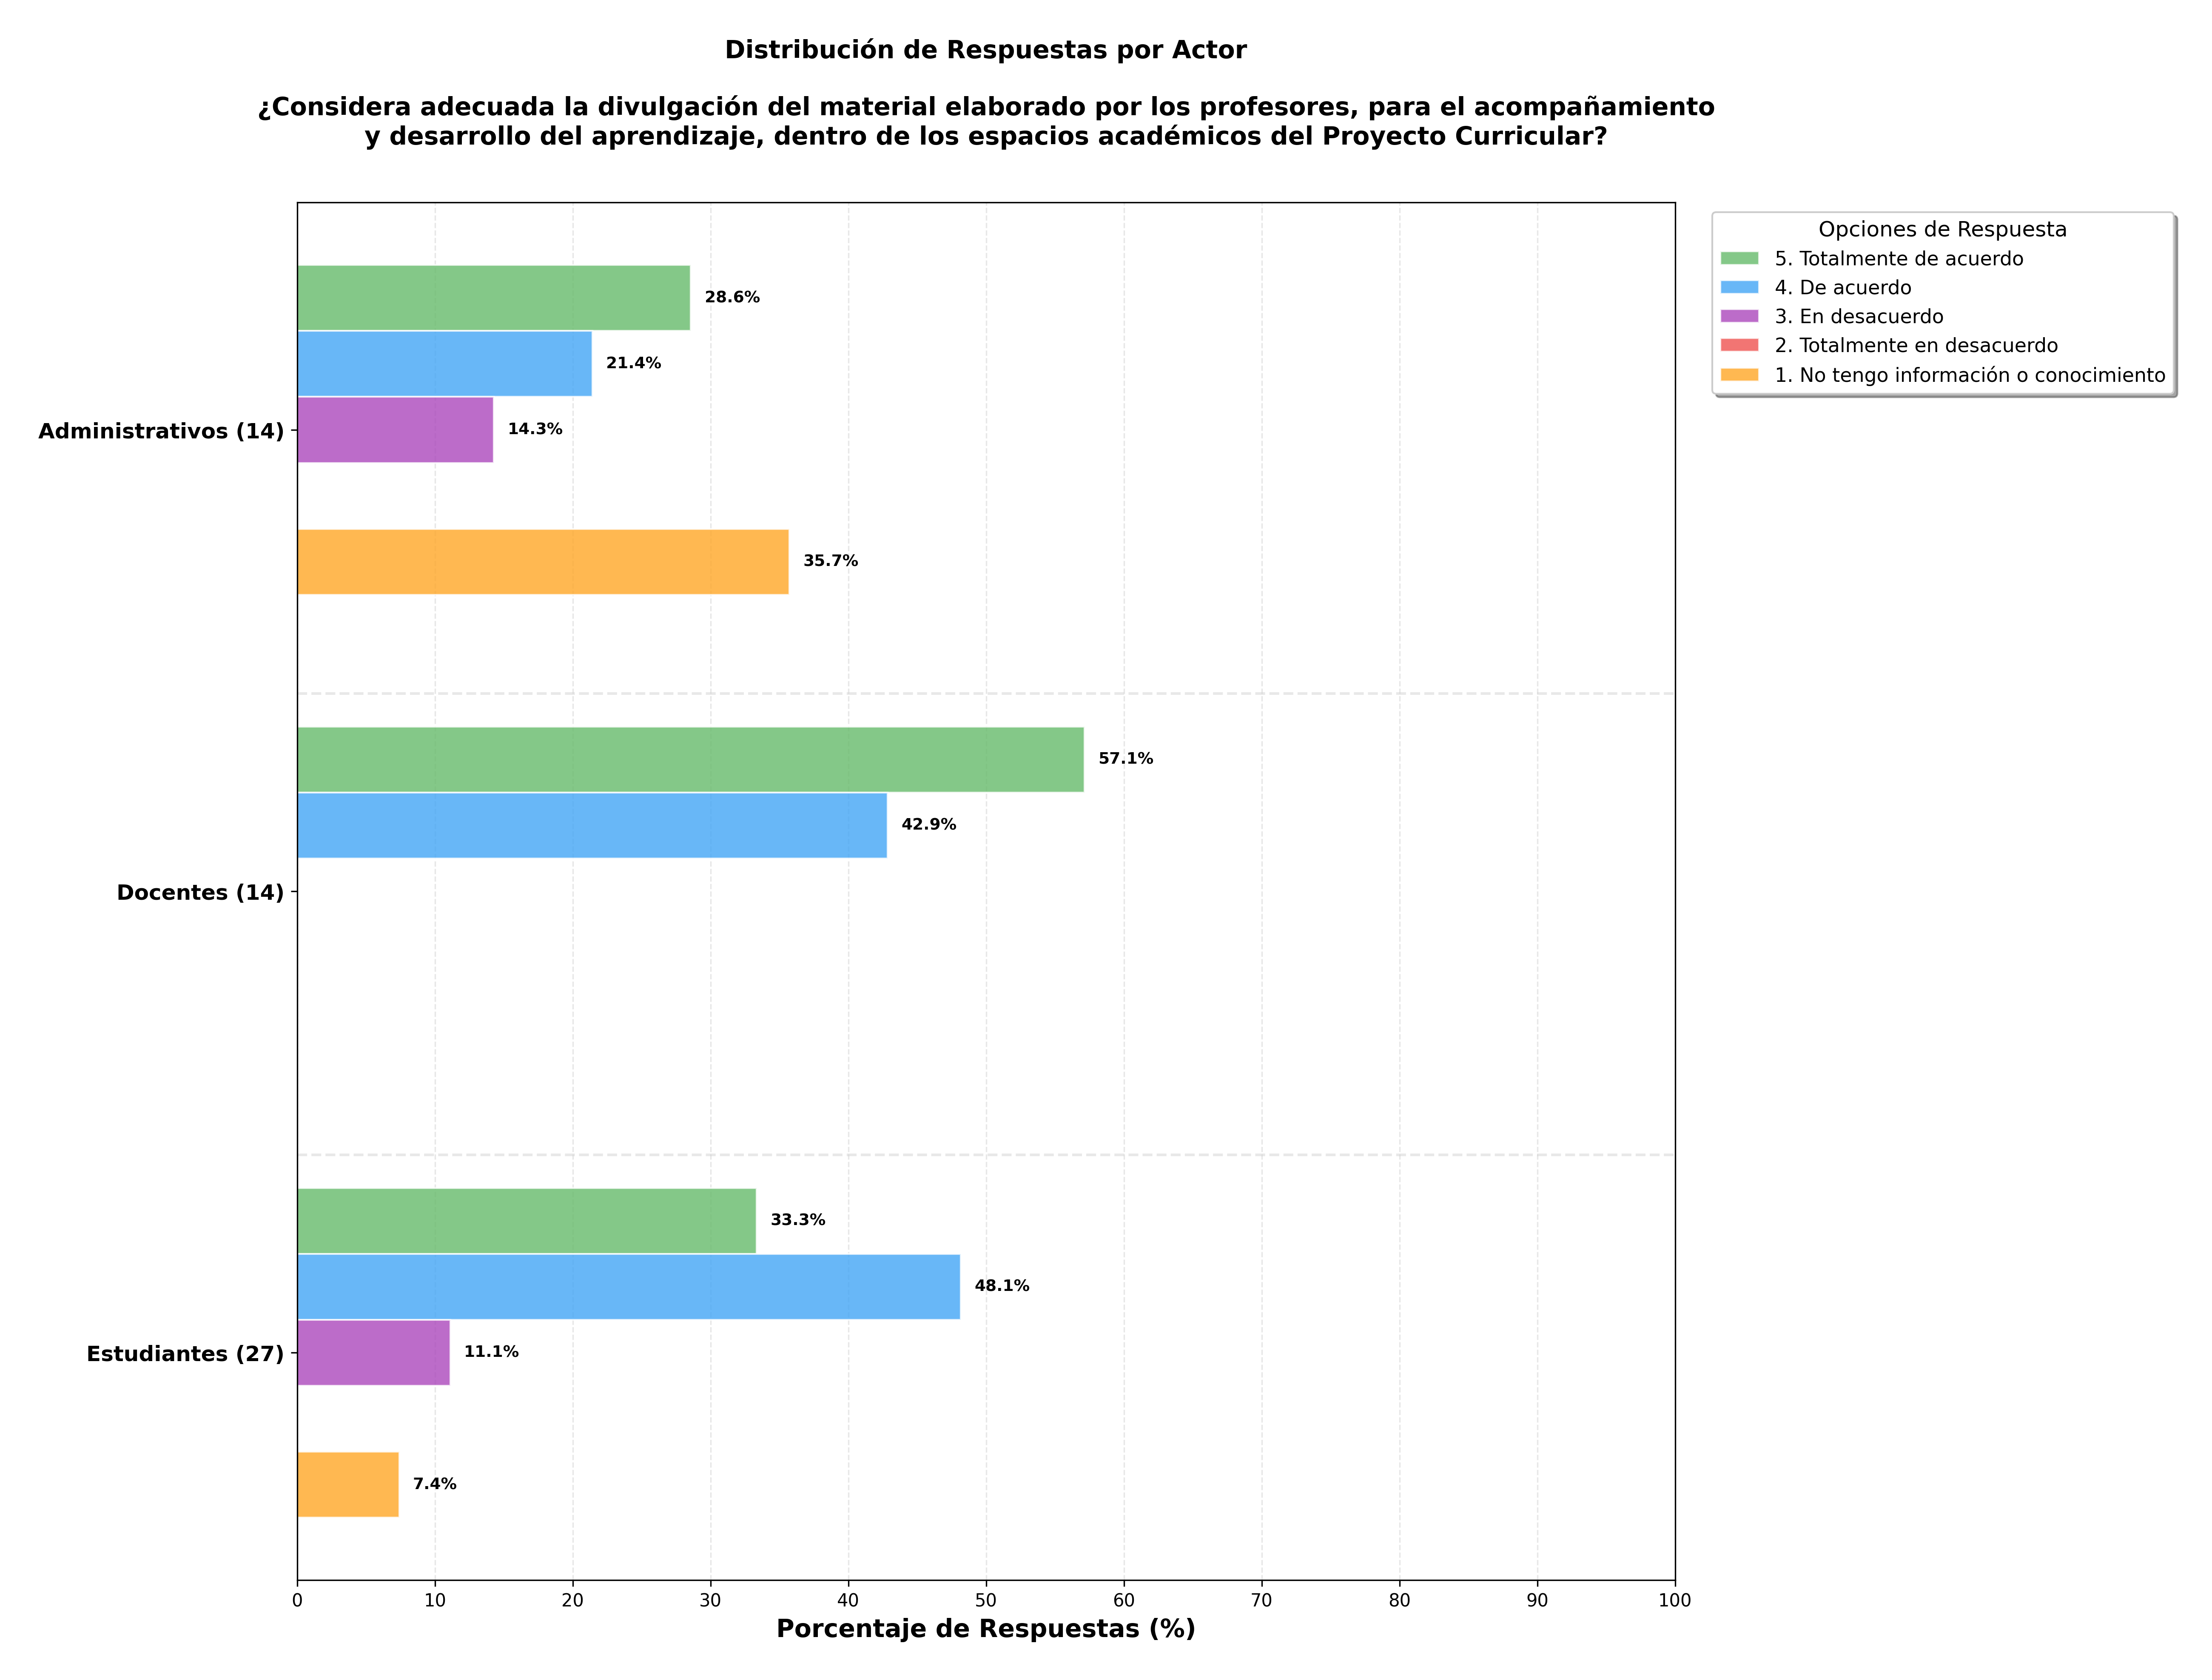 Distribución de Respuestas por Actor
¿Considera adecuada la divulgación del material elaborado por los profesores, para el acompañamiento
y desarrollo del aprendizaje, dentro de los espacios académicos del Proyecto Curricular?
Opciones de Respuesta
5. Totalmente de acuerdo
4. De acuerdo
3. En desacuerdo
2. Totalmente en desacuerdo
1. No tengo información o conocimiento
Administrativos (14)
28.6%
21.4%
14.3%
35.7%
Docentes (14)
57.1%
42.9%
Estudiantes (27)
33.3%
48.1%
11.1%
7.4%
0 10 20 30 40 50 60 70 80 90 100
Porcentaje de Respuestas (%)